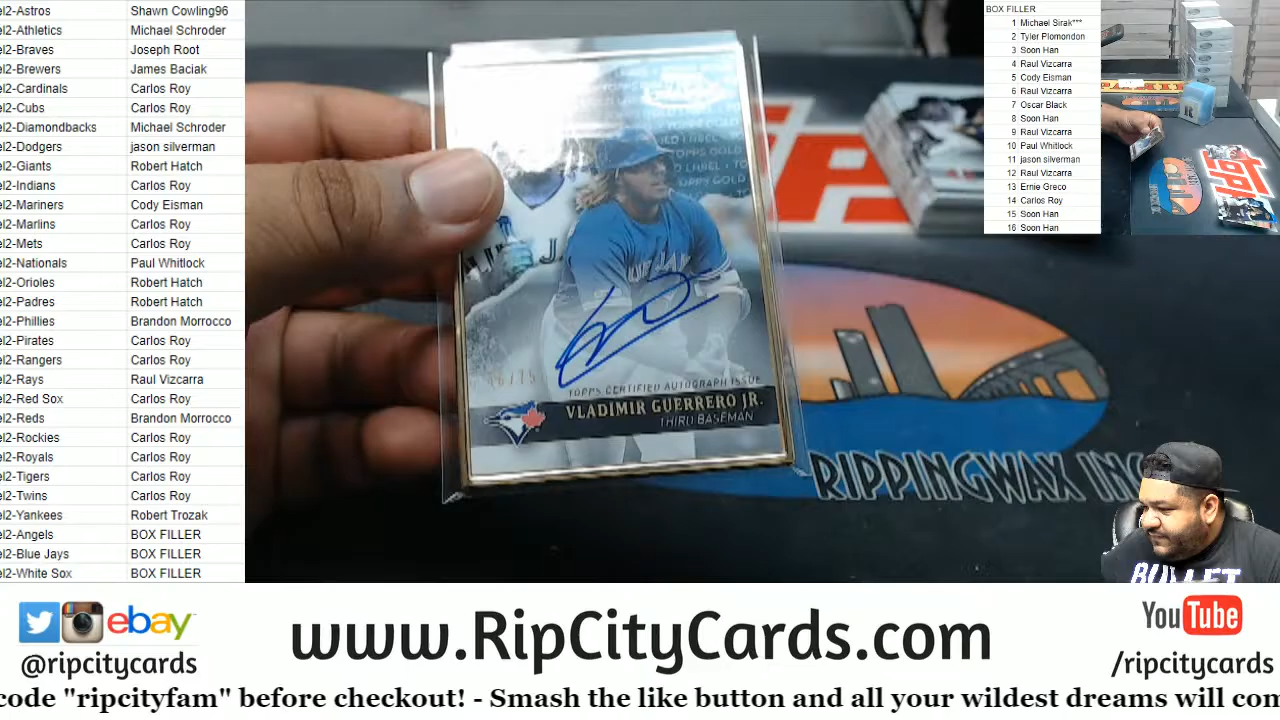 el2-Astros Shawn Cowling96
el2-Athletics Michael Schroder
el2-Braves Joseph Root
el2-Brewers James Baciak
el2-Cardinals Carlos Roy
el2-Cubs Carlos Roy
el2-Diamondbacks Michael Schroder
el2-Dodgers jason silverman
el2-Giants Robert Hatch
el2-Indians Carlos Roy
el2-Mariners Cody Eisman
el2-Marlins Carlos Roy
el2-Mets Carlos Roy
el2-Nationals Paul Whitlock
el2-Orioles Robert Hatch
el2-Padres Robert Hatch
el2-Phillies Brandon Morrocco
el2-Pirates Carlos Roy
el2-Rangers Carlos Roy
el2-Rays Raul Vizcarra
el2-Red Sox Carlos Roy
el2-Reds Brandon Morrocco
el2-Rockies Carlos Roy
el2-Royals Carlos Roy
el2-Tigers Carlos Roy
el2-Twins Carlos Roy
el2-Yankees Robert Trozak
el2-Angels BOX FILLER
el2-Blue Jays BOX FILLER
el2-White Sox BOX FILLER
TOPPS GOLD
LABEL
TOPPS CERTIFIED AUTOGRAPH ISSUE
VLADIMIR GUERRERO JR.
THIRD BASEMAN
RIPPINGWAX INC
BOX FILLER
1 Michael Sirak***
2 Tyler Plomondon
3 Soon Han
4 Raul Vizcarra
5 Cody Eisman
6 Raul Vizcarra
7 Oscar Black
8 Soon Han
9 Raul Vizcarra
10 Paul Whitlock
11 jason silverman
12 Raul Vizcarra
13 Ernie Greco
14 Carlos Roy
15 Soon Han
16 Soon Han
BULLET
ebay
@ripcitycards
www.RipCityCards.com
YouTube
/ripcitycards
code "ripcityfam" before checkout! - Smash the like button and all your wildest dreams will con